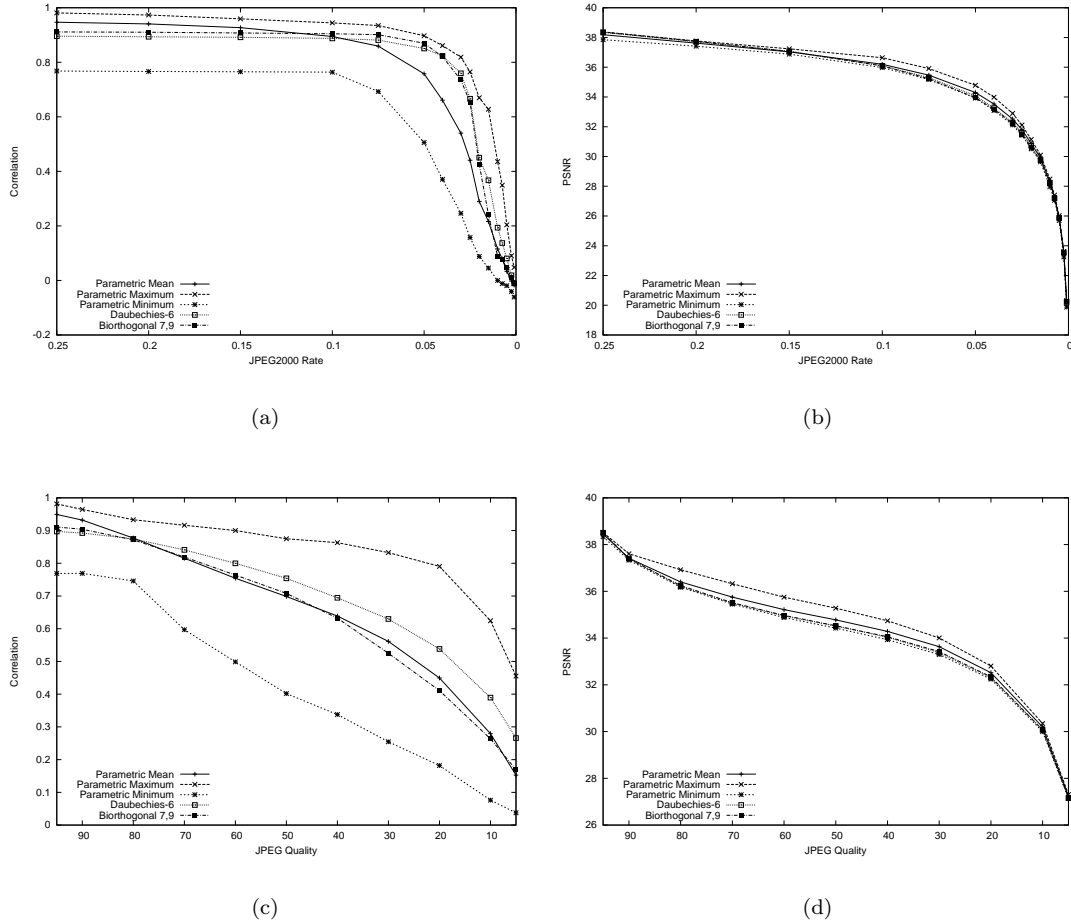 1
0.8
0.6
0.4
0.2
0
-0.2
Correlation
0.25
0.2
0.15
0.1
0.05
0
JPEG2000 Rate
Parametric Mean
Parametric Maximum
Parametric Minimum
Daubechies-6
Biorthogonal 7,9
(a)
40
38
36
34
32
30
28
26
24
22
20
18
PSNR
0.25
0.2
0.15
0.1
0.05
0
JPEG2000 Rate
Parametric Mean
Parametric Maximum
Parametric Minimum
Daubechies-6
Biorthogonal 7,9
(b)
1
0.9
0.8
0.7
0.6
0.5
0.4
0.3
0.2
0.1
0
Correlation
90
80
70
60
50
40
30
20
10
JPEG Quality
Parametric Mean
Parametric Maximum
Parametric Minimum
Daubechies-6
Biorthogonal 7,9
(c)
40
38
36
34
32
30
28
26
PSNR
90
80
70
60
50
40
30
20
10
JPEG Quality
Parametric Mean
Parametric Maximum
Parametric Minimum
Daubechies-6
Biorthogonal 7,9
(d)